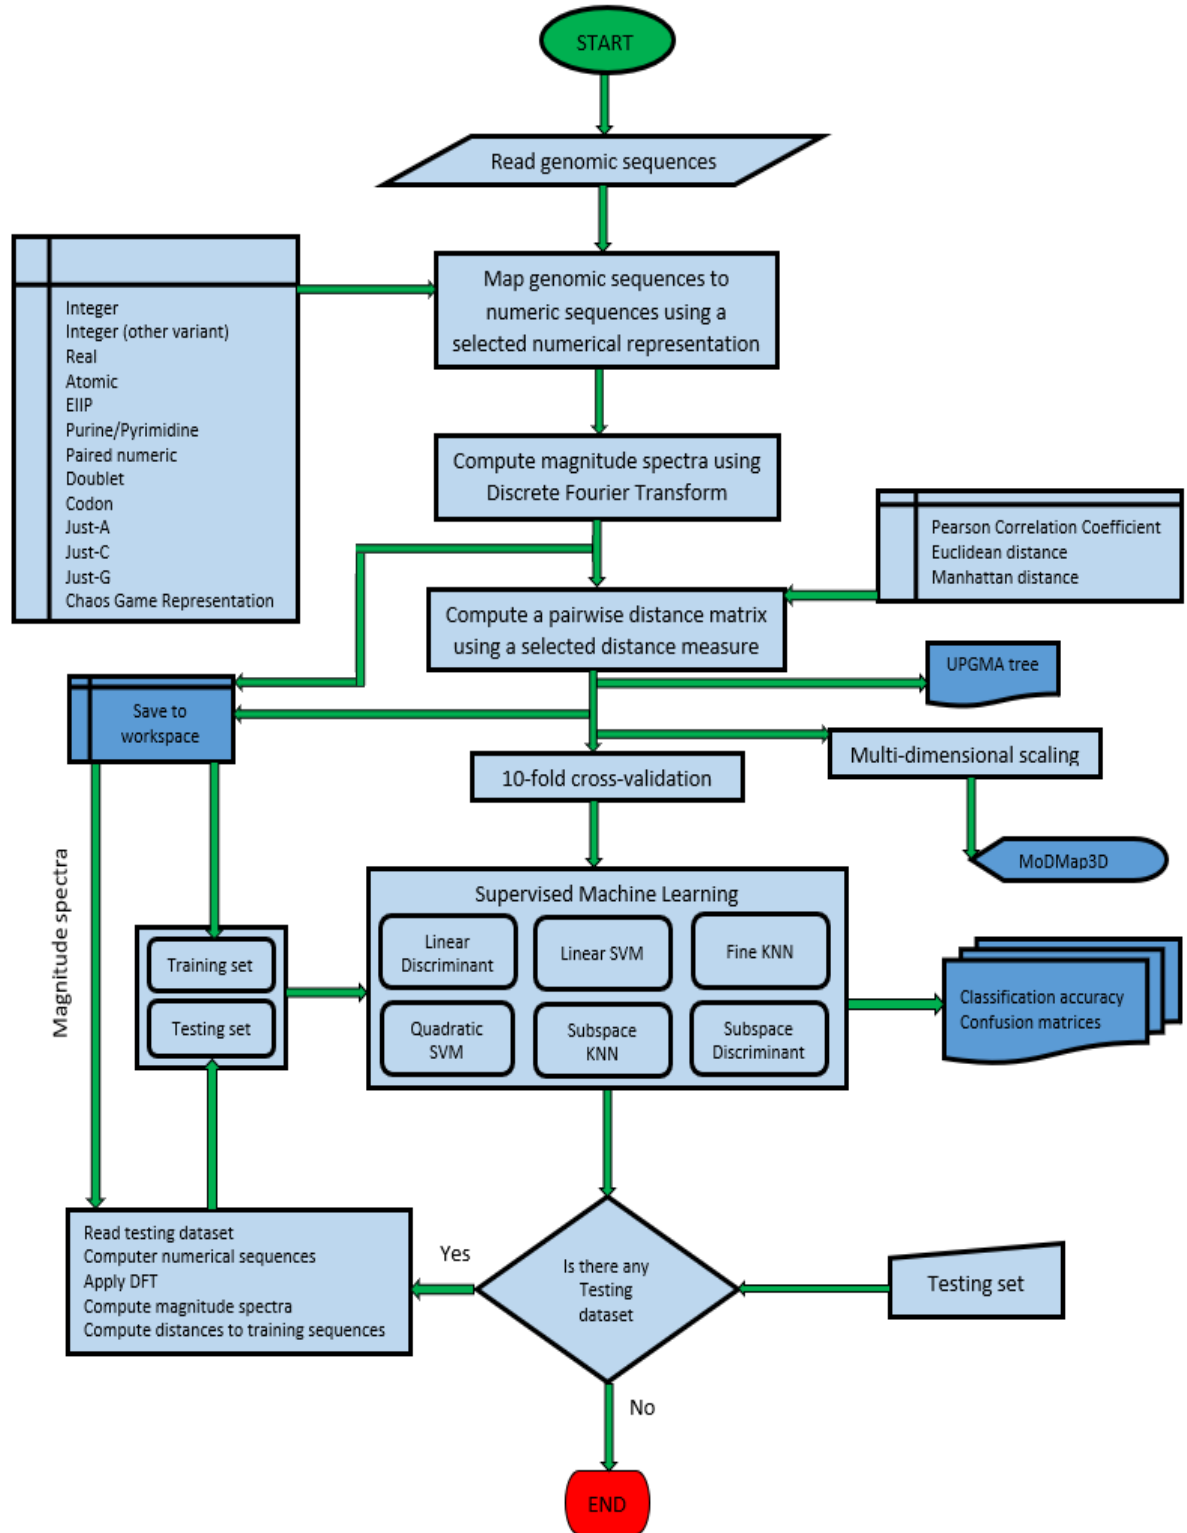 START
Read genomic sequences
Map genomic sequences to
numeric sequences using a
selected numerical representation
Integer
Integer (other variant)
Real
Atomic
EIIP
Purine/Pyrimidine
Paired numeric
Doublet
Codon
Just-A
Just-C
Just-G
Chaos Game Representation
Compute magnitude spectra using
Discrete Fourier Transform
Pearson Correlation Coefficient
Euclidean distance
Manhattan distance
Compute a pairwise distance matrix
using a selected distance measure
UPGMA tree
Save to
workspace
Multi-dimensional scaling
10-fold cross-validation
MoDMap3D
Magnitude spectra
Supervised Machine Learning
Linear
Discriminant
Linear SVM
Fine KNN
Quadratic
SVM
Subspace
KNN
Subspace
Discriminant
Training set
Testing set
Classification accuracy
Confusion matrices
Read testing dataset
Computer numerical sequences
Apply DFT
Compute magnitude spectra
Compute distances to training sequences
Yes
Is there any
Testing
dataset
Testing set
No
END